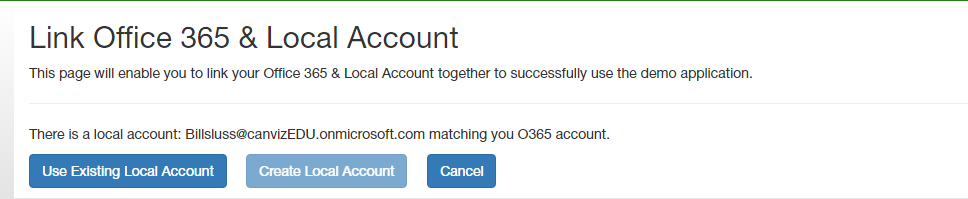 Link Office 365 & Local Account
This page will enable you to link your Office 365 & Local Account together to successfully use the demo application.
There is a local account: Billsluss@canvizEDU.onmicrosoft.com matching you O365 account.
Use Existing Local Account Create Local Account Cancel